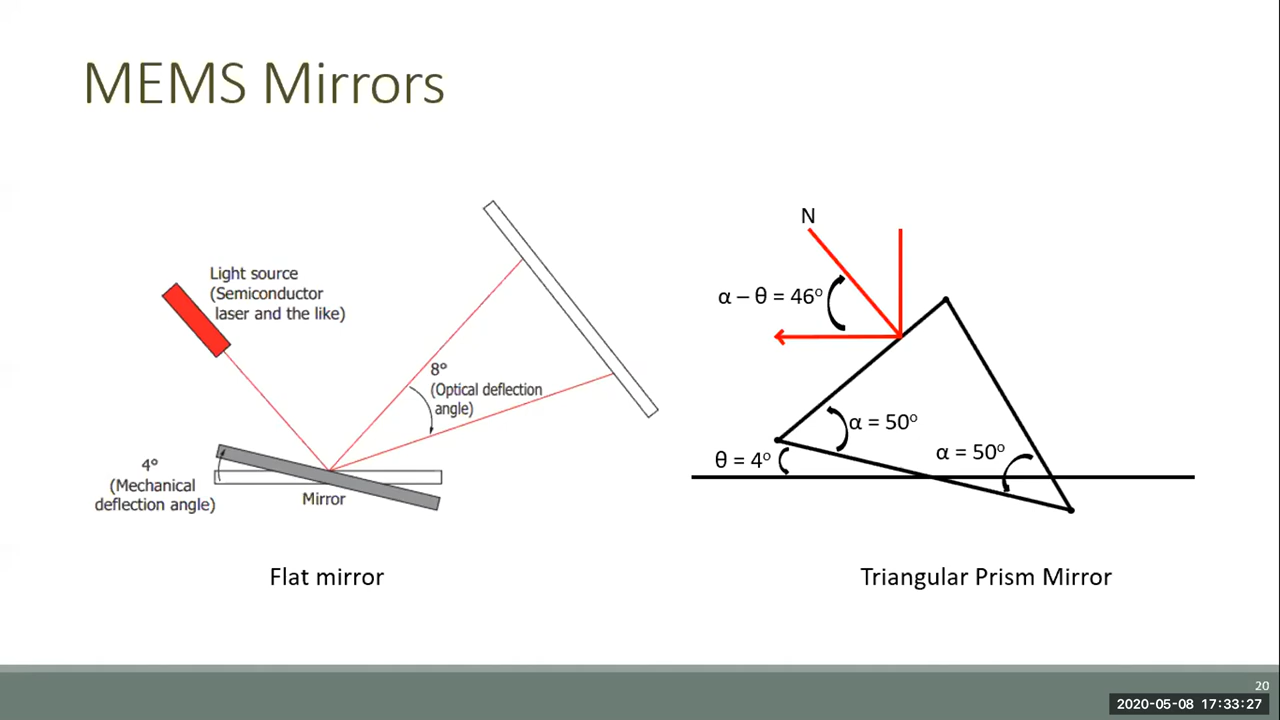 MEMS Mirrors
Light source
(Semiconductor
laser and the like)
8°
(Optical deflection
angle)
4°
(Mechanical
deflection angle)
Mirror
Flat mirror
N
α – θ = 46°
α = 50°
θ = 4°
α = 50°
Triangular Prism Mirror
20
2020-05-08 17:33:27